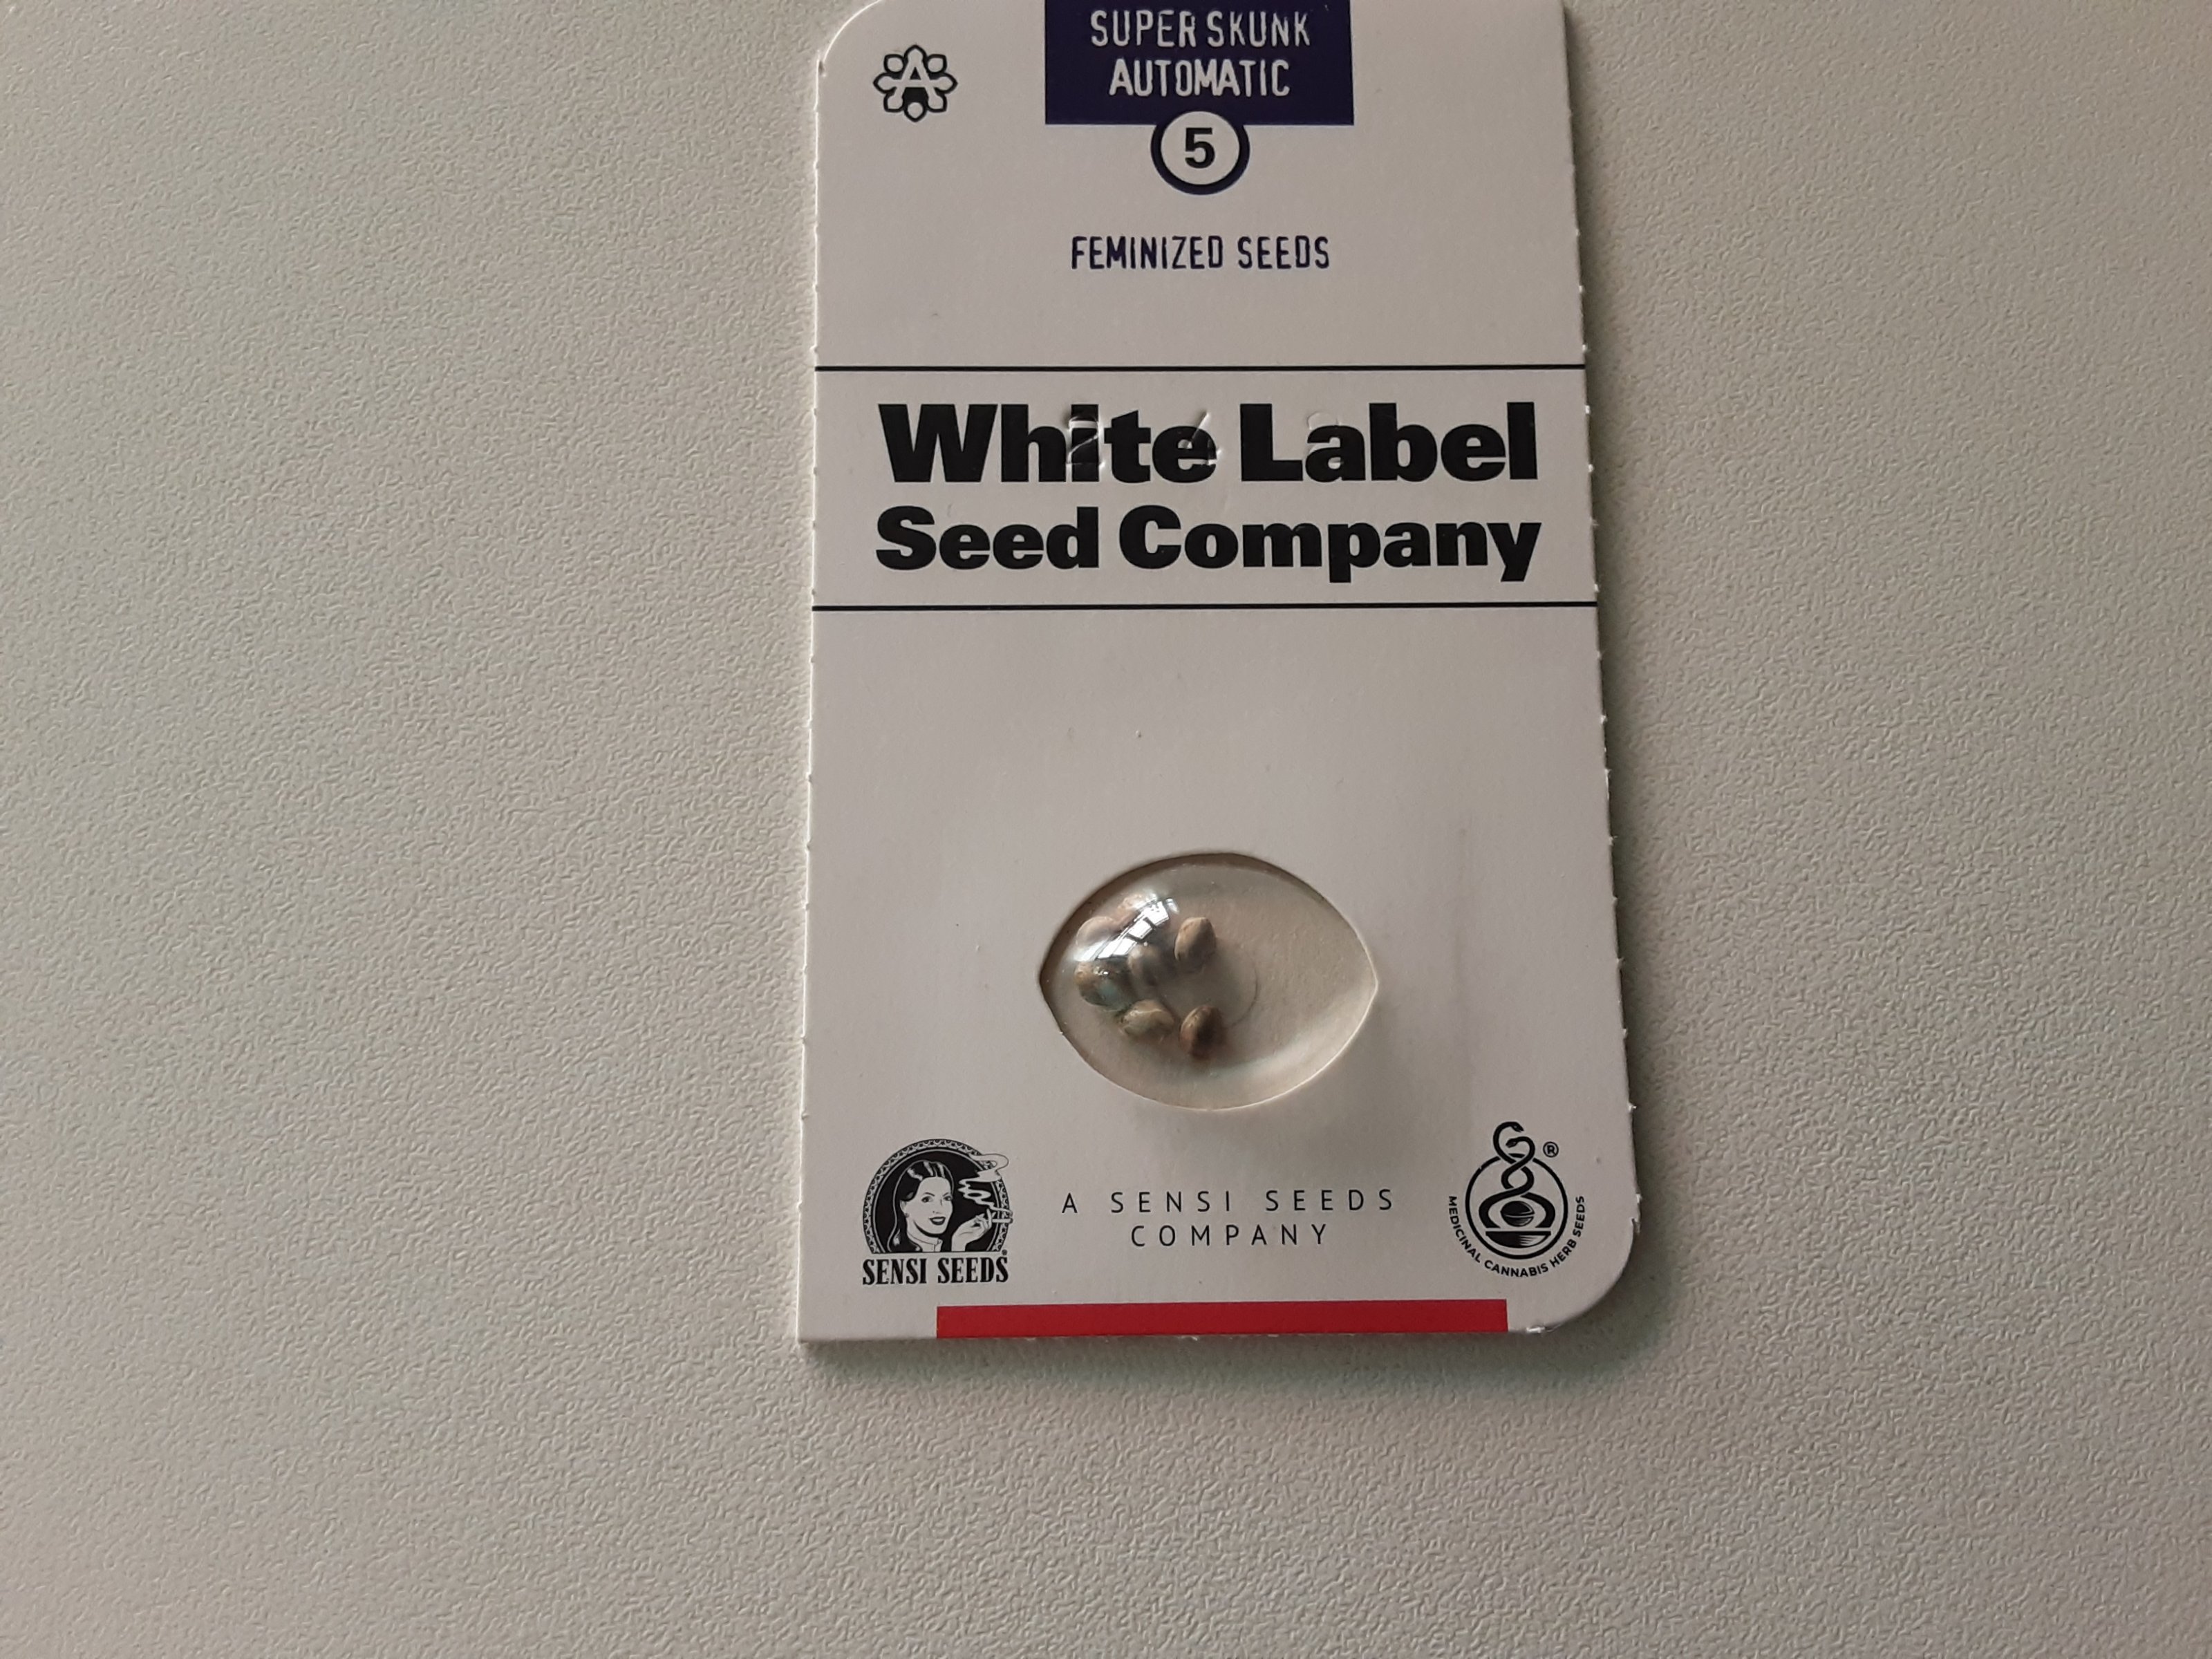 SUPER SKUNK
AUTOMATIC
A
5
FEMINIZED SEEDS
White Label
Seed Company
A SENSI SEEDS
COMPANY
SENSI SEEDS®
®
MEDICINAL CANNABIS HERB SEEDS